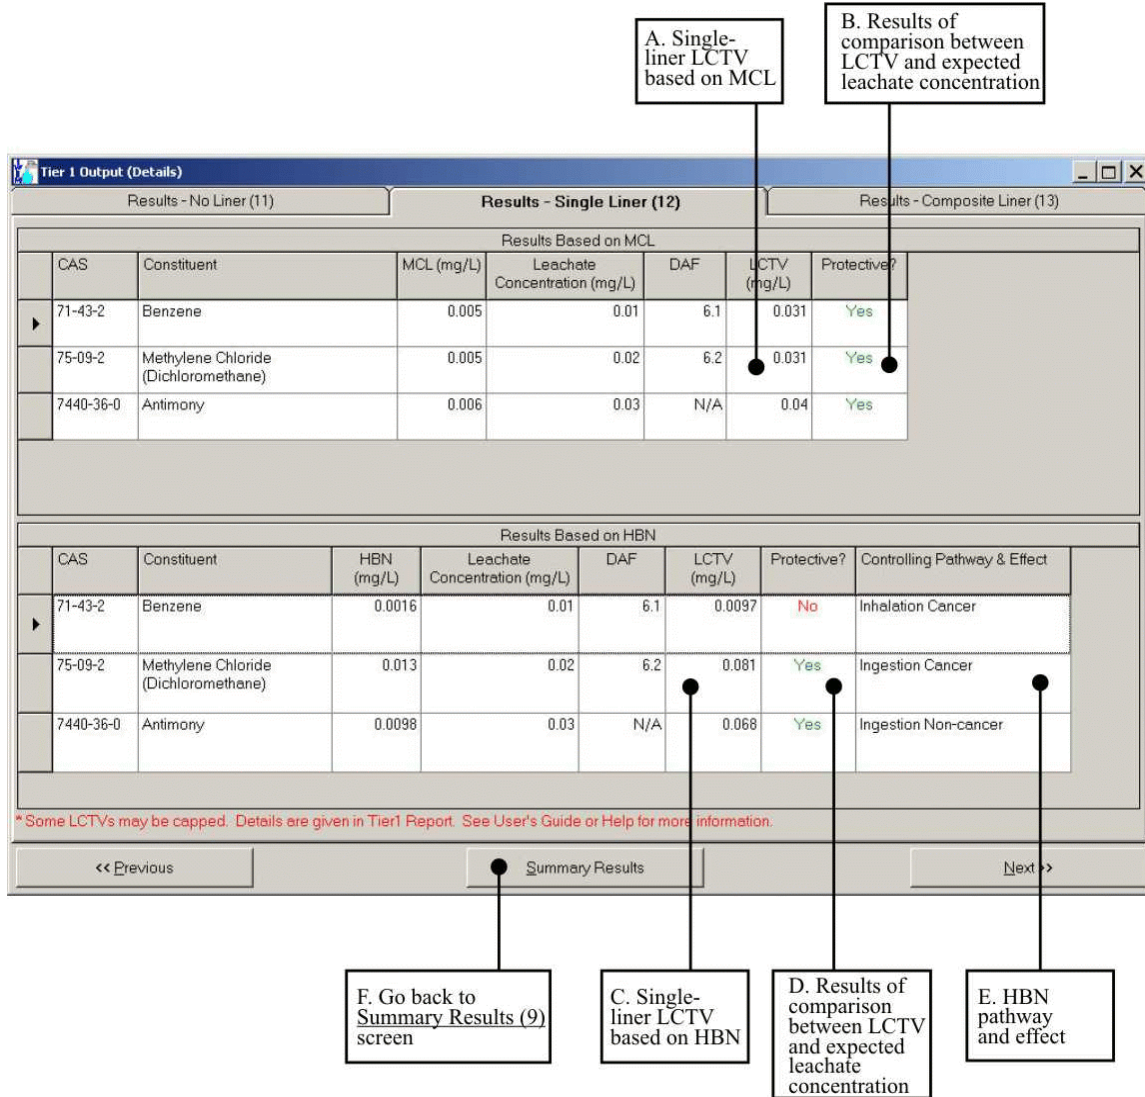 A. Single-
liner LCTV
based on MCL
B. Results of
comparison between
LCTV and expected
leachate concentration
Tier 1 Output (Details)
Results - No Liner (11)
Results - Single Liner (12)
Results - Composite Liner (13)
Results Based on MCL
CAS Constituent MCL (mg/L) Leachate Concentration (mg/L) DAF LCTV (mg/L) Protective?
71-43-2 Benzene 0.005 0.01 6.1 0.031 Yes
75-09-2 Methylene Chloride (Dichloromethane) 0.005 0.02 6.2 0.031 Yes
7440-36-0 Antimony 0.006 0.03 N/A 0.04 Yes
Results Based on HBN
CAS Constituent HBN (mg/L) Leachate Concentration (mg/L) DAF LCTV (mg/L) Protective? Controlling Pathway & Effect
71-43-2 Benzene 0.0016 0.01 6.1 0.0097 No Inhalation Cancer
75-09-2 Methylene Chloride (Dichloromethane) 0.013 0.02 6.2 0.081 Yes Ingestion Cancer
7440-36-0 Antimony 0.0098 0.03 N/A 0.068 Yes Ingestion Non-cancer
* Some LCTVs may be capped. Details are given in Tier1 Report. See User's Guide or Help for more information.
<< Previous
Summary Results
Next >>
F. Go back to
Summary Results (9)
screen
C. Single-
liner LCTV
based on HBN
D. Results of
comparison
between LCTV
and expected
leachate
concentration
E. HBN
pathway
and effect